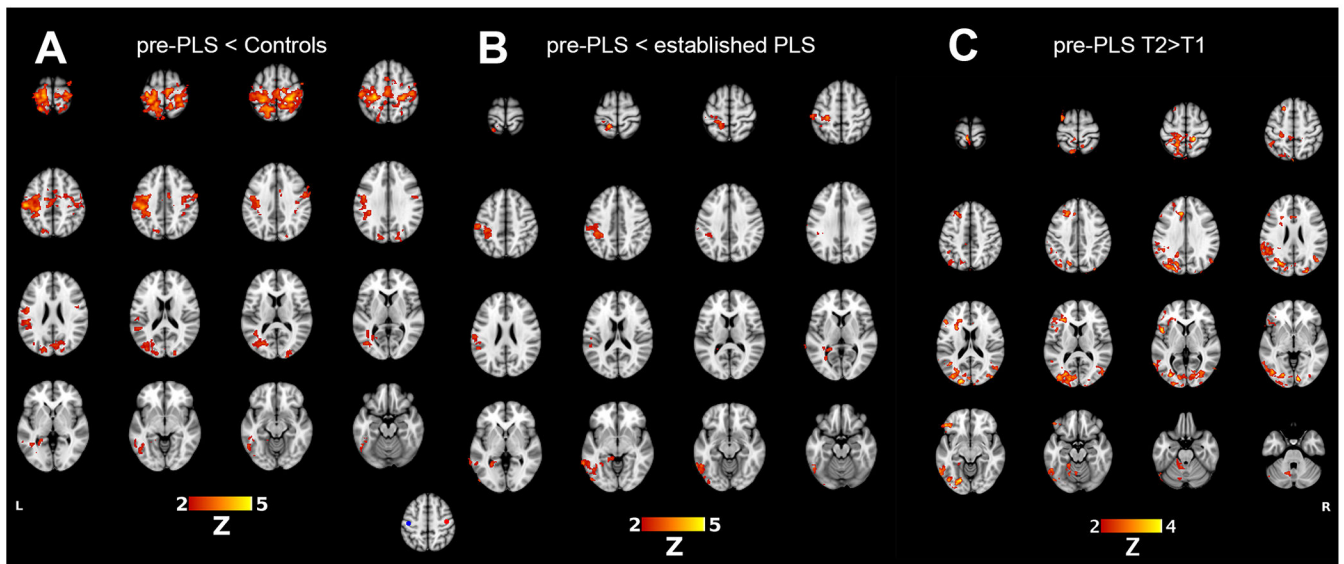 A
pre-PLS < Controls
B
pre-PLS < established PLS
C
pre-PLS T2>T1
L
2 5
Z
2 5
Z
2 4
Z
R